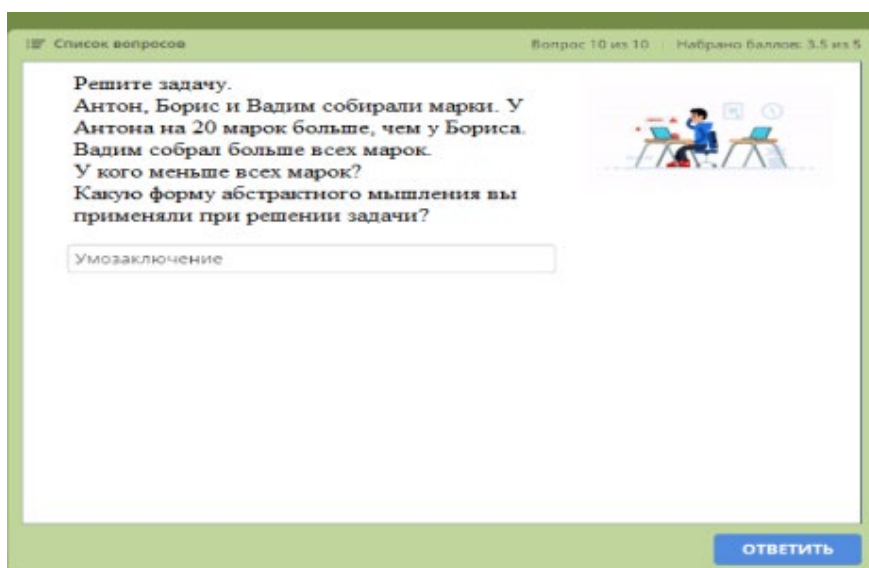 Список вопросов
Вопрос 10 из 10 | Набрано баллов: 3.5 из 5
Решите задачу.
Антон, Борис и Вадим собирали марки. У
Антона на 20 марок больше, чем у Бориса.
Вадим собрал больше всех марок.
У кого меньше всех марок?
Какую форму абстрактного мышления вы
применяли при решении задачи?
Умозаключение
ОТВЕТИТЬ